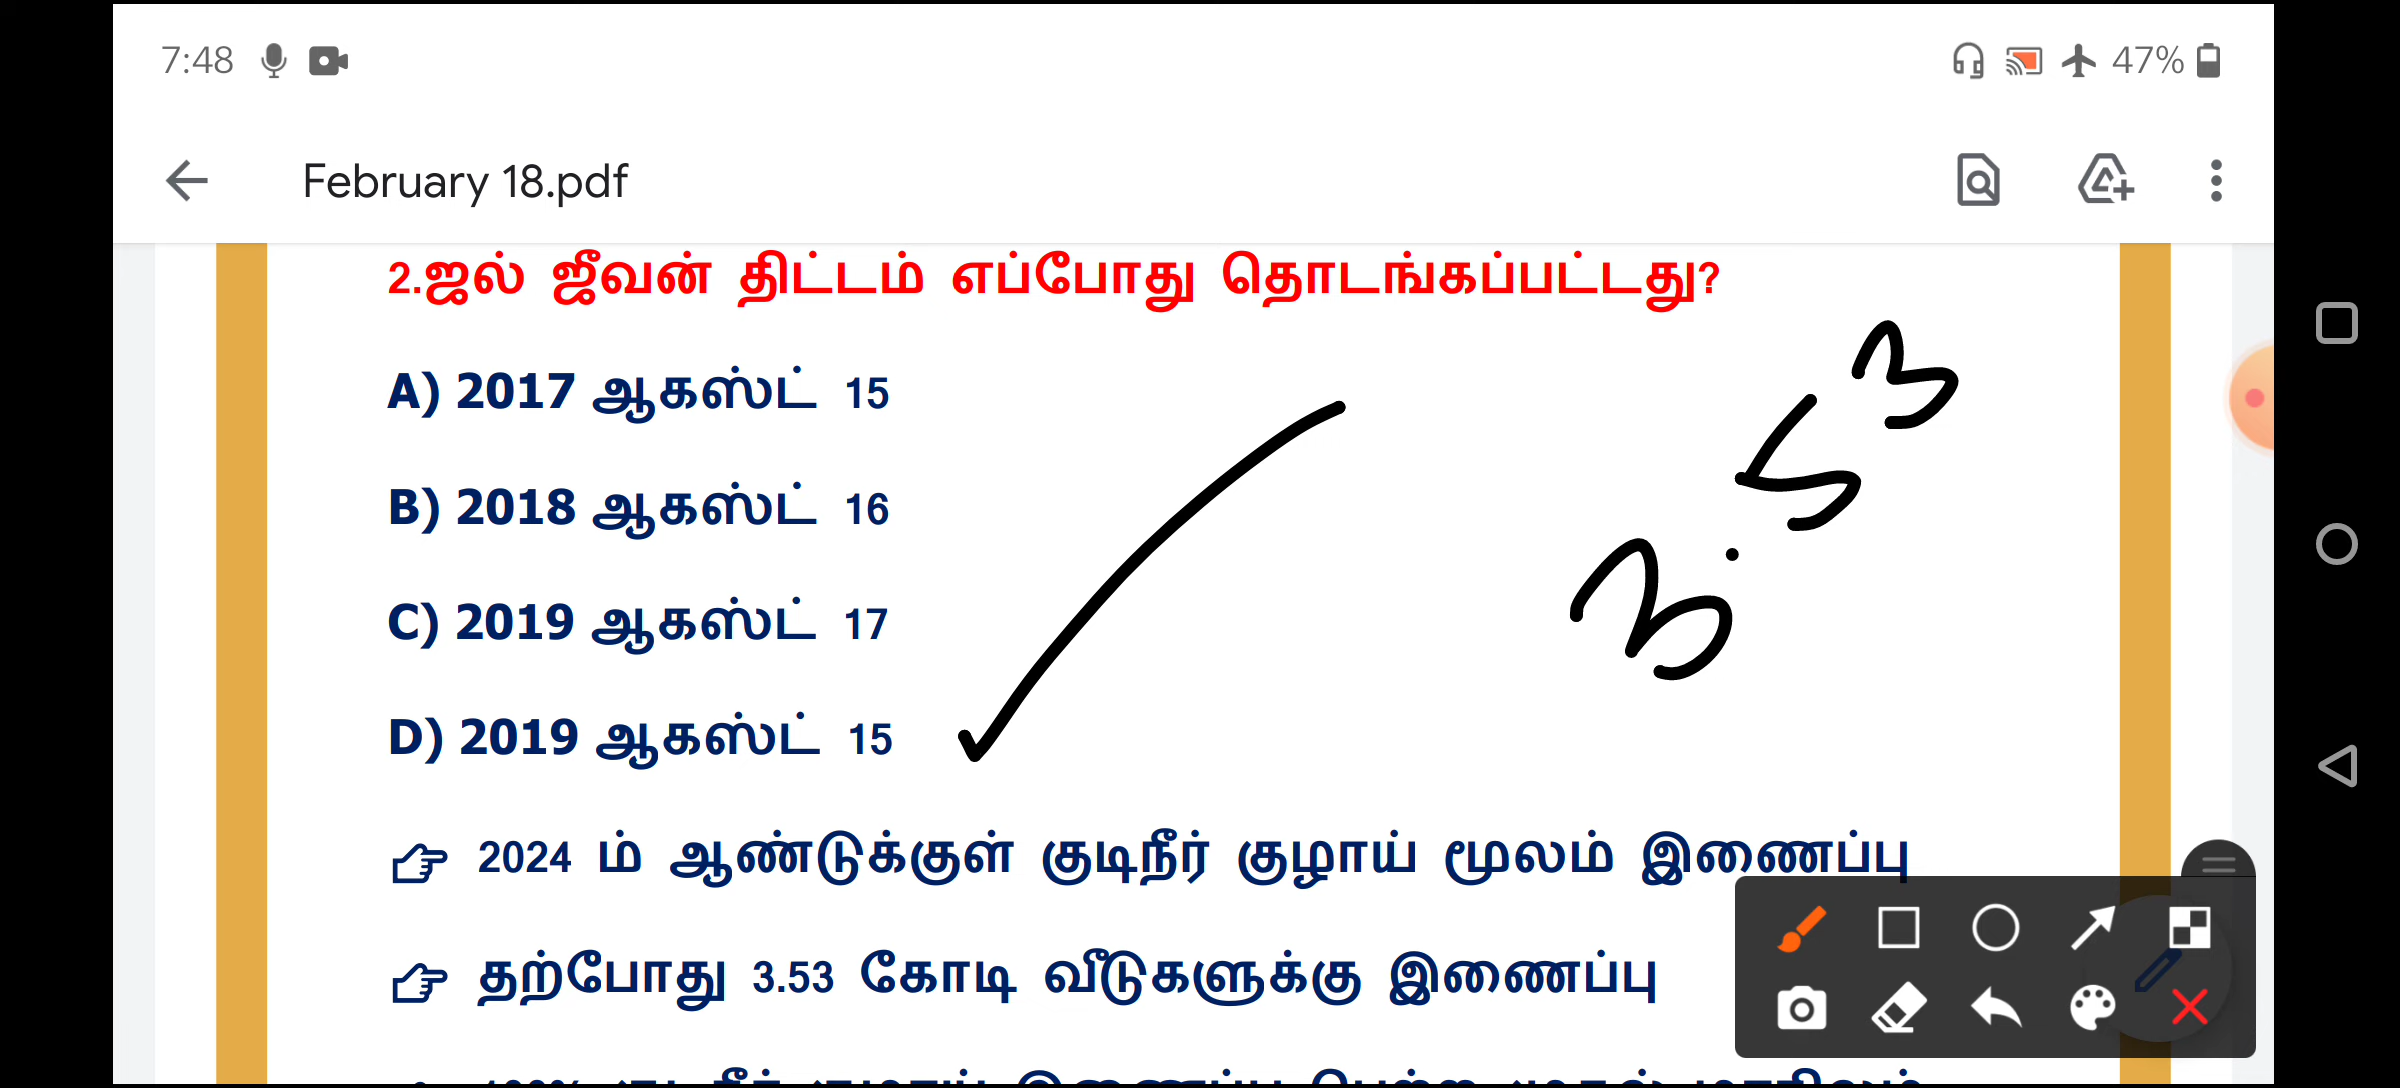 7:48 47%
February 18.pdf
2.ஜல் ஜீவன் திட்டம் எப்போது தொடங்கப்பட்டது?
A) 2017 ஆகஸ்ட் 15
B) 2018 ஆகஸ்ட் 16
C) 2019 ஆகஸ்ட் 17
D) 2019 ஆகஸ்ட் 15
3.53
2024 ம் ஆண்டுக்குள் குடிநீர் குழாய் மூலம் இணைப்பு
தற்போது 3.53 கோடி வீடுகளுக்கு இணைப்பு